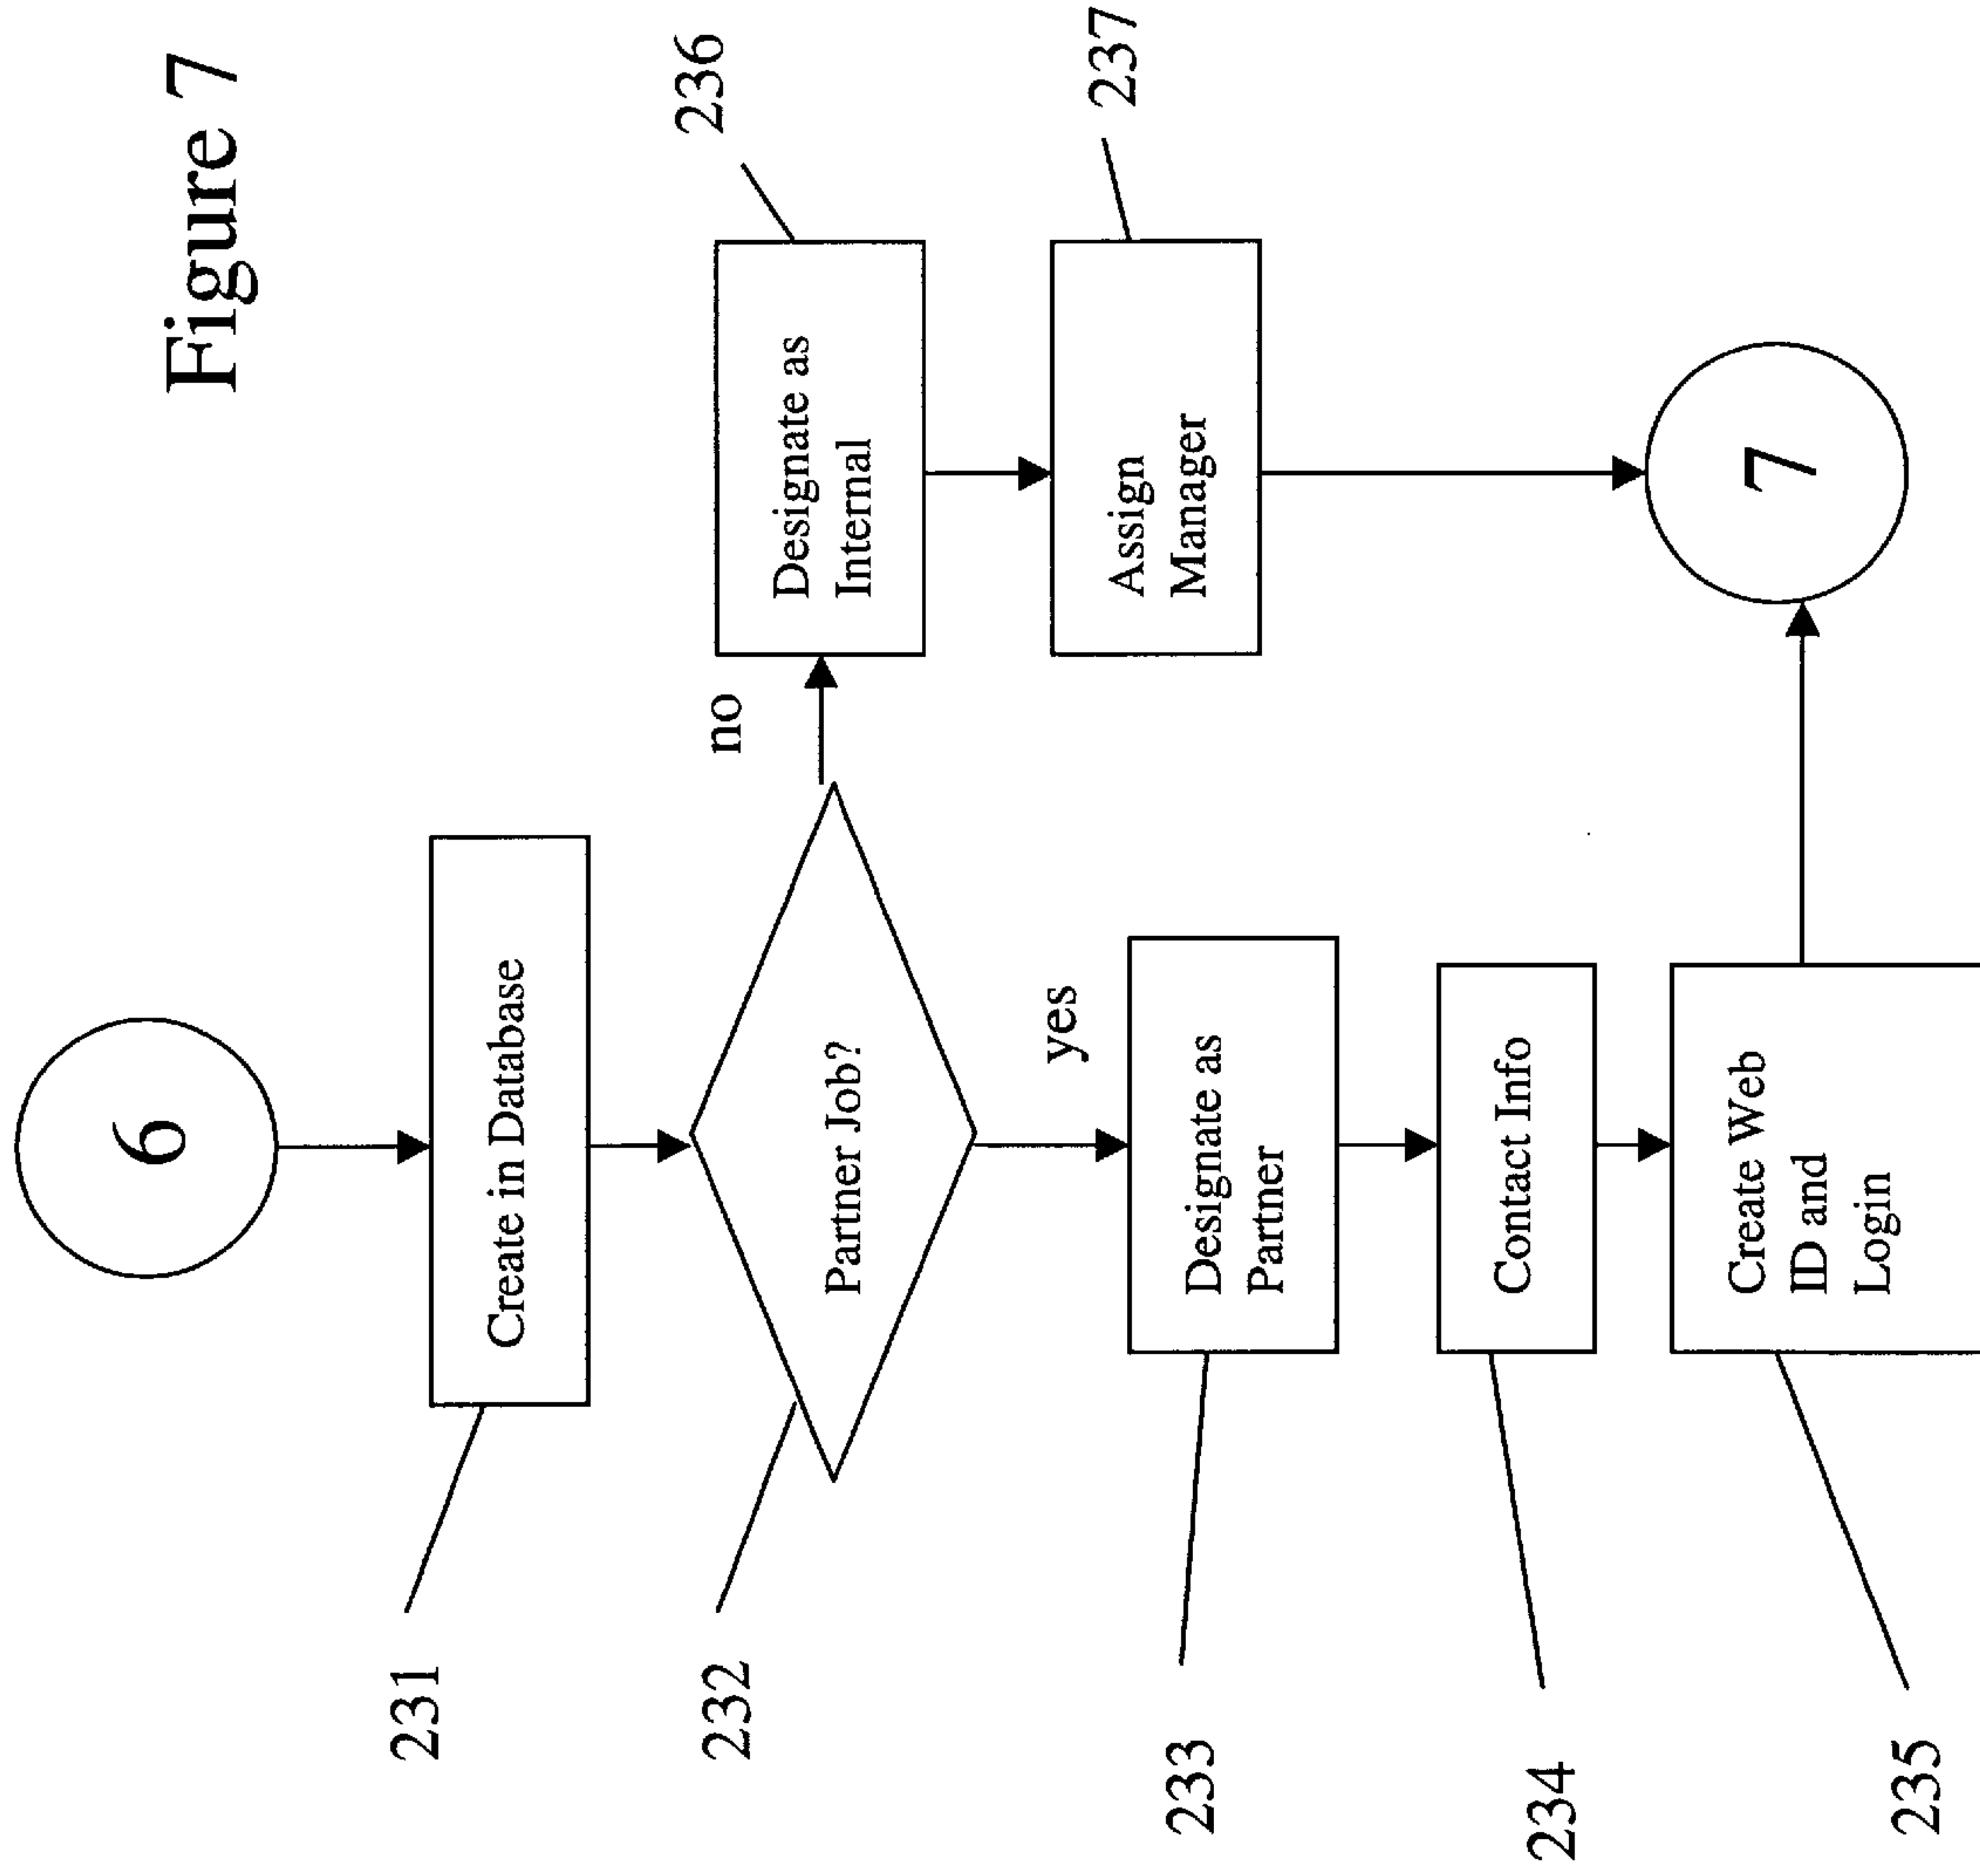 Figure 7
6
231
Create in Database
232
Partner Job?
no
236
Designate as
Internal
yes
233
Designate as
Partner
237
Assign
Manager
234
Contact Info
235
Create Web
ID and
Login
7